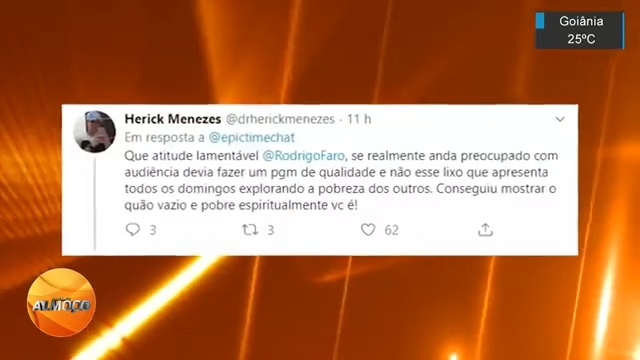 Goiânia
25ºC
Herick Menezes @drherickmenezes · 11 h
Em resposta a @epictimechat
Que atitude lamentável @RodrigoFaro, se realmente anda preocupado com
audiência devia fazer um pgm de qualidade e não esse lixo que apresenta
todos os domingos explorando a pobreza dos outros. Conseguiu mostrar o
quão vazio e pobre espiritualmente vc é!
3 3 62
ALMOÇO